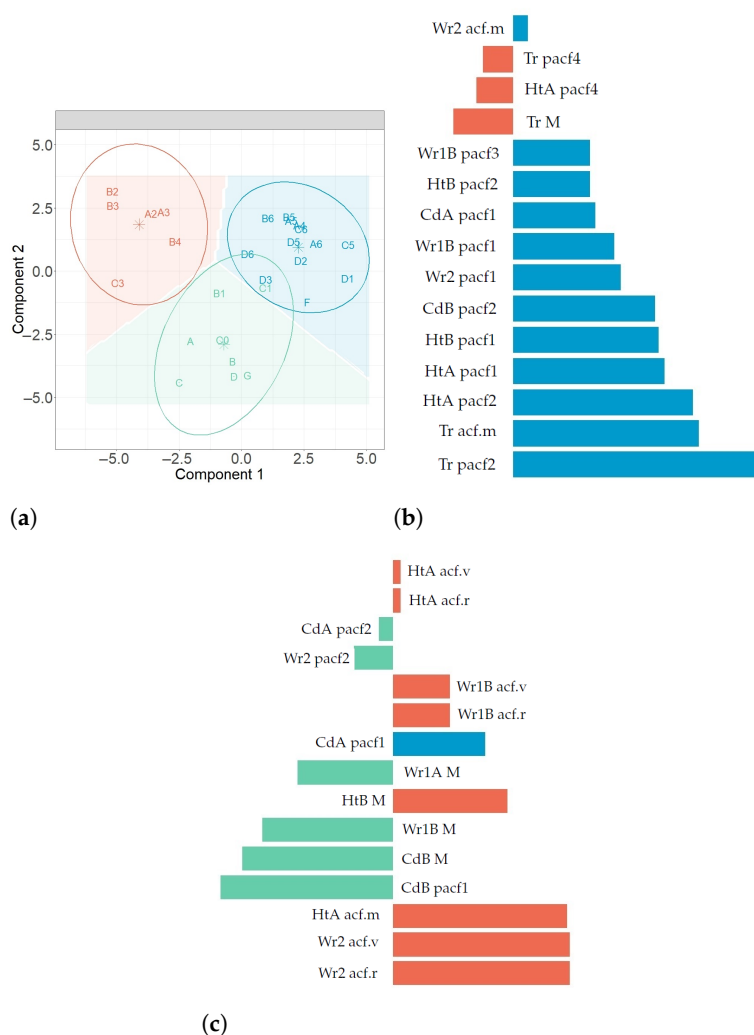 Wr2 acf.m
Tr pacf4
HtA pacf4
Tr M
Wr1B pacf3
HtB pacf2
CdA pacf1
Wr1B pacf1
Wr2 pacf1
CdB pacf2
HtB pacf1
HtA pacf1
HtA pacf2
Tr acf.m
Tr pacf2
5.0
2.5
0.0
−2.5
−5.0
Component 2
B2
B3
A2 A3
B4
C3
B6 B5
A5 A4
C6
D5 A6 C5
D6 D2
D3 D1
C1
F
B1
A C0
B
C D G
−5.0 −2.5 0.0 2.5 5.0
Component 1
(a)
(b)
HtA acf.v
HtA acf.r
CdA pacf2
Wr2 pacf2
Wr1B acf.v
Wr1B acf.r
CdA pacf1
Wr1A M
HtB M
Wr1B M
CdB M
CdB pacf1
HtA acf.m
Wr2 acf.v
Wr2 acf.r
(c)